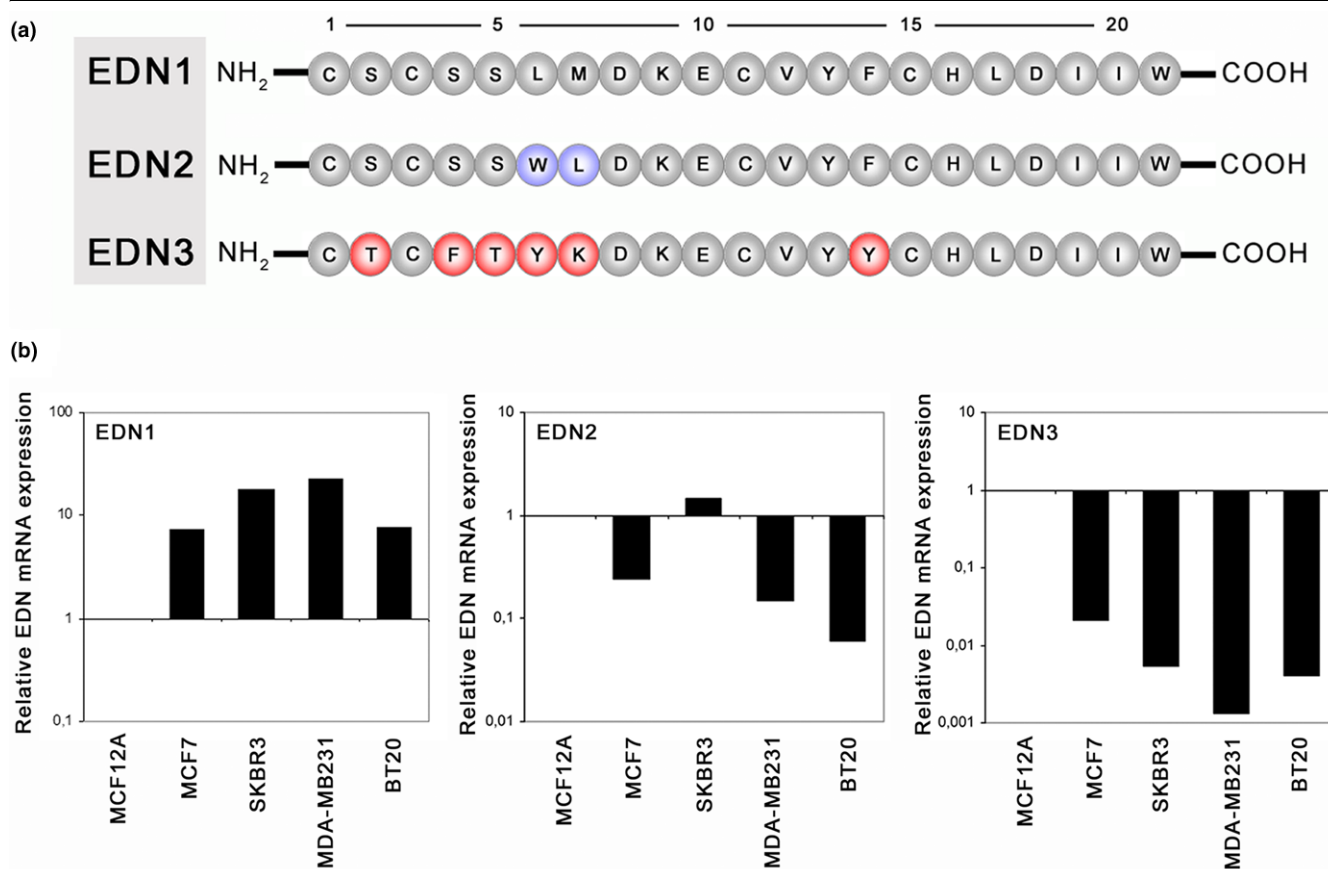 (a)
1 5 10 15 20
EDN1 NH2 C S C S S L M D K E C V Y F C H L D I I W COOH
EDN2 NH2 C S C S S W L D K E C V Y F C H L D I I W COOH
EDN3 NH2 C T C F T Y K D K E C V Y Y C H L D I I W COOH
(b)
Relative EDN mRNA expression
100
10
1
0,1
EDN1
MCF12A
MCF7
SKBR3
MDA-MB231
BT20
Relative EDN mRNA expression
10
1
0,1
0,01
EDN2
MCF12A
MCF7
SKBR3
MDA-MB231
BT20
Relative EDN mRNA expression
10
1
0,1
0,01
0,001
EDN3
MCF12A
MCF7
SKBR3
MDA-MB231
BT20